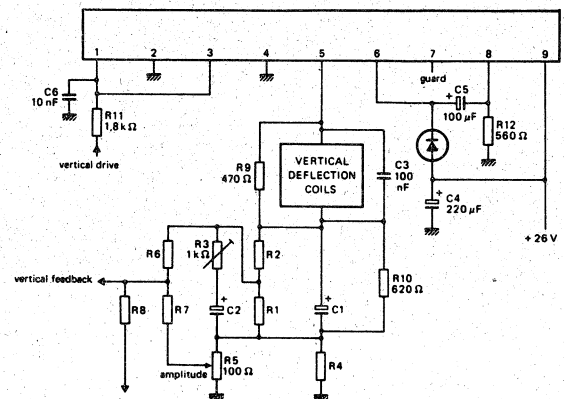 1 2 3 4 5 6 7 8 9
guard
C6
10 nF
R11
1,8 kΩ
vertical drive
C5
+
100 µF
R12
560 Ω
R9
470 Ω
VERTICAL
DEFLECTION
COILS
C3
100
nF
+
C4
220 µF
+ 26 V
R6
R3
1 kΩ
R2
R10
620 Ω
vertical feedback
R8
R7
+
C2
R1
+
C1
amplitude
R5
100 Ω
R4